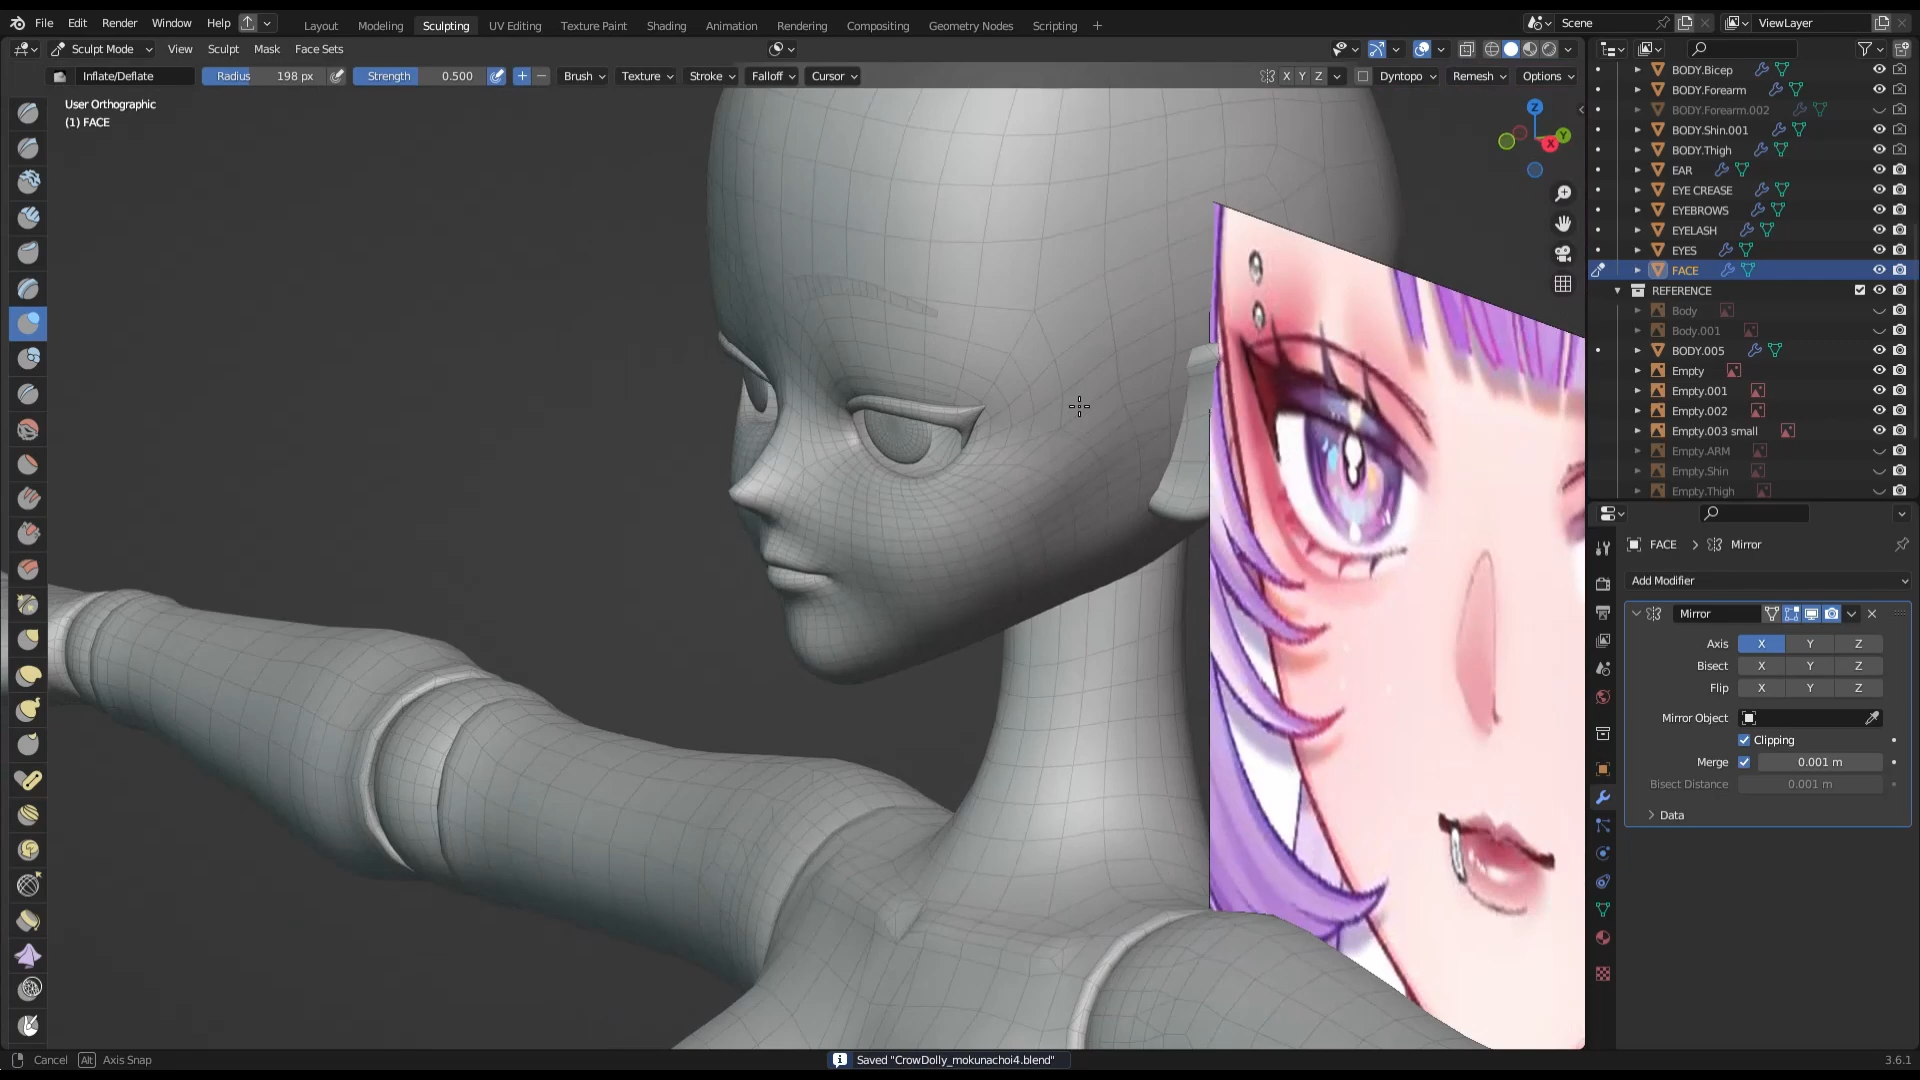 File Edit Render Window Help Layout Modeling Sculpting UV Editing Texture Paint Shading Animation Rendering Compositing Geometry Nodes Scripting + Scene ViewLayer
Sculpt Mode View Sculpt Mask Face Sets
Inflate/Deflate Radius 198 px Strength 0.500 + − Brush Texture Stroke Falloff Cursor X Y Z Dyntopo Remesh Options
User Orthographic
(1) FACE
Z
Y
X
BODY.Bicep
BODY.Forearm
BODY.Forearm.002
BODY.Shin.001
BODY.Thigh
EAR
EYE CREASE
EYEBROWS
EYELASH
EYES
FACE
REFERENCE
Body
Body.001
BODY.005
Empty
Empty.001
Empty.002
Empty.003 small
Empty.ARM
Empty.Shin
Empty.Thigh
FACE > Mirror
Add Modifier
Mirror
Axis X Y Z
Bisect X Y Z
Flip X Y Z
Mirror Object
Clipping
Merge 0.001 m
Bisect Distance 0.001 m
Data
Cancel Alt Axis Snap Saved "CrowDolly_mokunachoi4.blend" 3.6.1